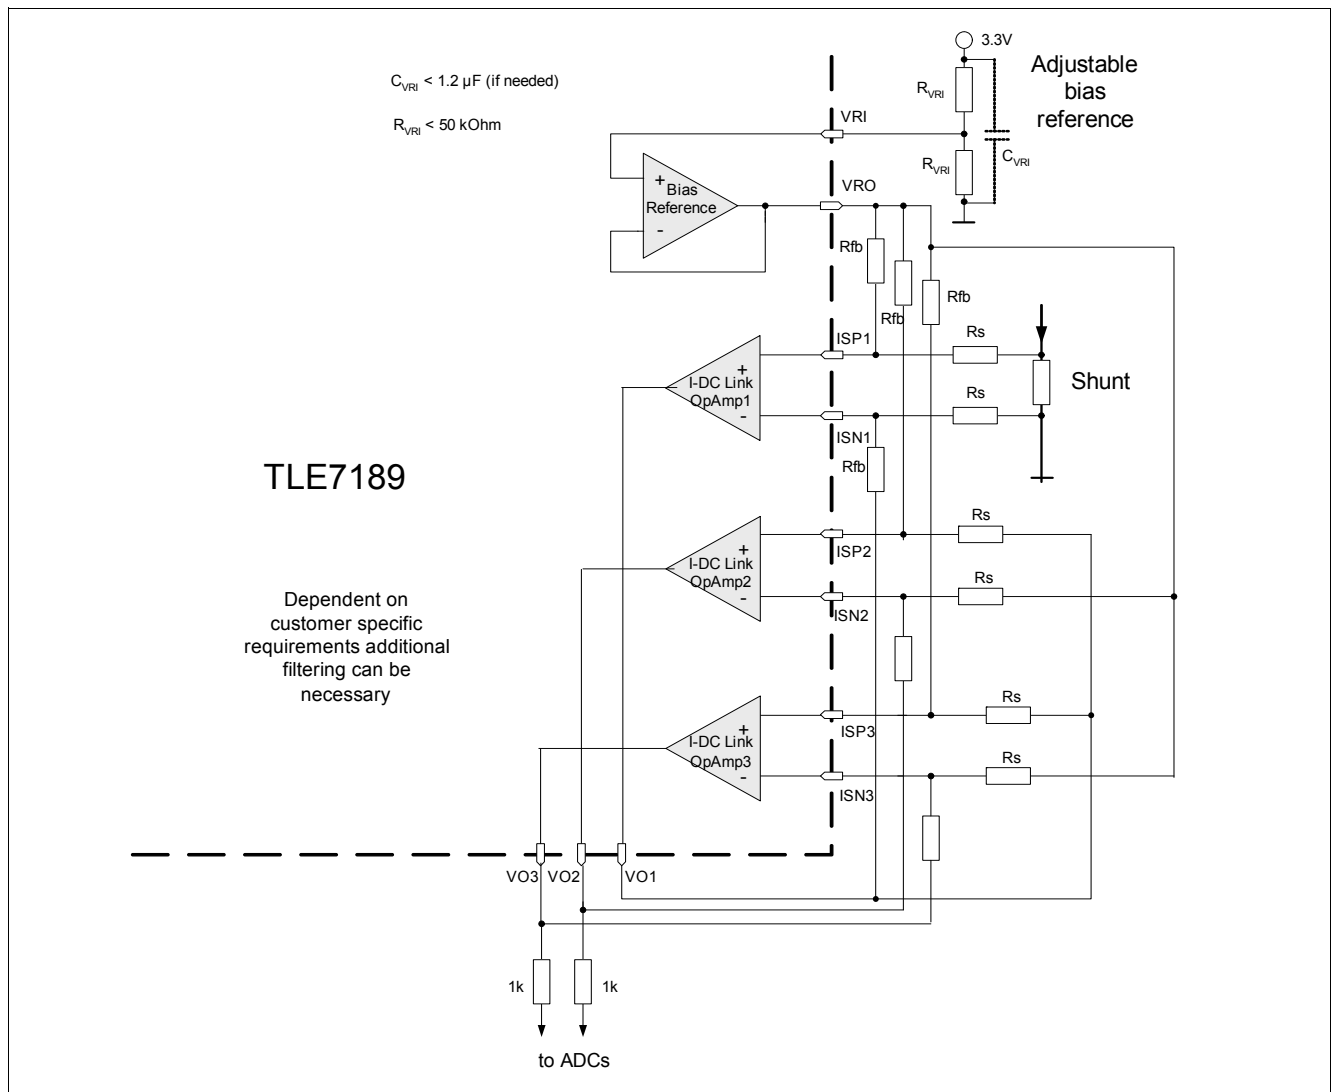 3.3V
Adjustable
bias
reference
C_VRI < 1.2 µF (if needed)
R_VRI
R_VRI < 50 kOhm
VRI
C_VRI
R_VRI
VRO
+
Bias
Reference
-
Rfb
Rfb
Rfb
ISP1
Rs
+
I-DC Link
OpAmp1
-
Shunt
Rs
ISN1
Rfb
TLE7189
Rs
ISP2
+
I-DC Link
OpAmp2
-
Rs
ISN2
Dependent on
customer specific
requirements additional
filtering can be
necessary
Rs
ISP3
+
I-DC Link
OpAmp3
-
Rs
ISN3
VO3
VO2
VO1
1k
1k
to ADCs